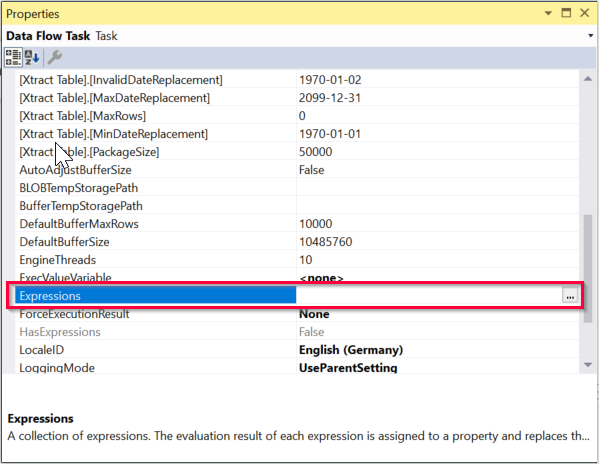 Properties
Data Flow Task Task
[Xtract Table].[InvalidDateReplacement] 1970-01-02
[Xtract Table].[MaxDateReplacement] 2099-12-31
[Xtract Table].[MaxRows] 0
[Xtract Table].[MinDateReplacement] 1970-01-01
[Xtract Table].[PackageSize] 50000
AutoAdjustBufferSize False
BLOBTempStoragePath
BufferTempStoragePath
DefaultBufferMaxRows 10000
DefaultBufferSize 10485760
EngineThreads 10
ExecValueVariable <none>
Expressions ...
ForceExecutionResult None
HasExpressions False
LocaleID English (Germany)
LoggingMode UseParentSetting
Expressions
A collection of expressions. The evaluation result of each expression is assigned to a property and replaces th...